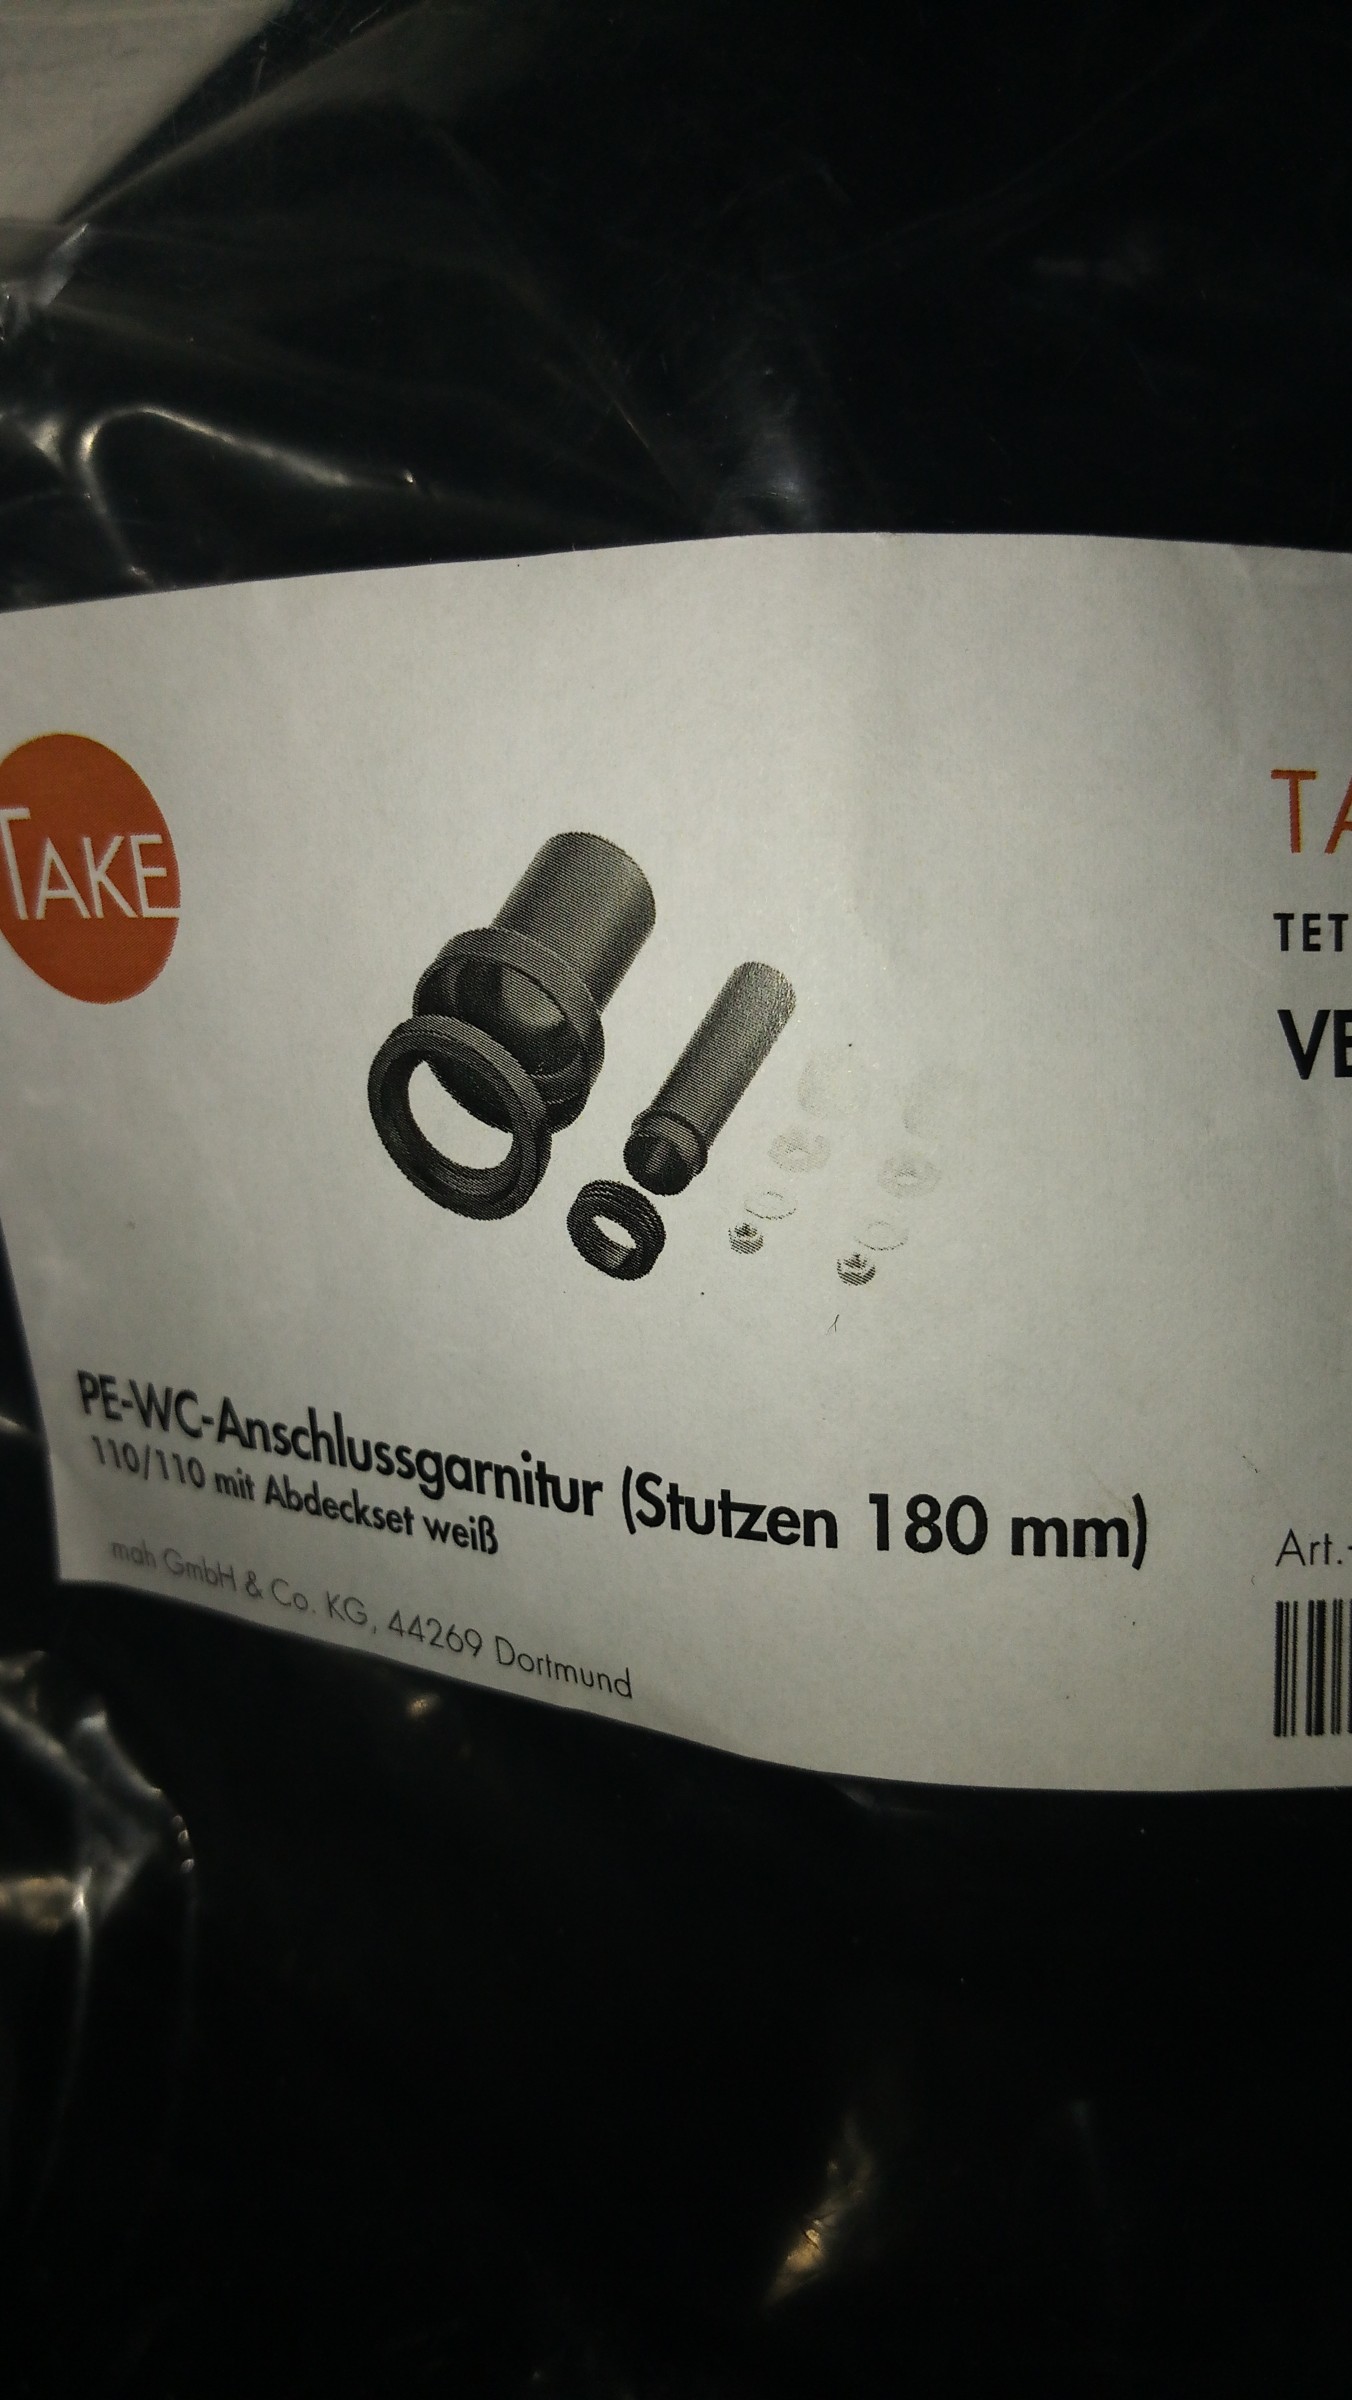 TAKE
TA
TET
VE
PE-WC-Anschlussgarnitur (Stutzen 180 mm)
110/110 mit Abdeckset weiß
mah GmbH & Co. KG, 44269 Dortmund
Art.-